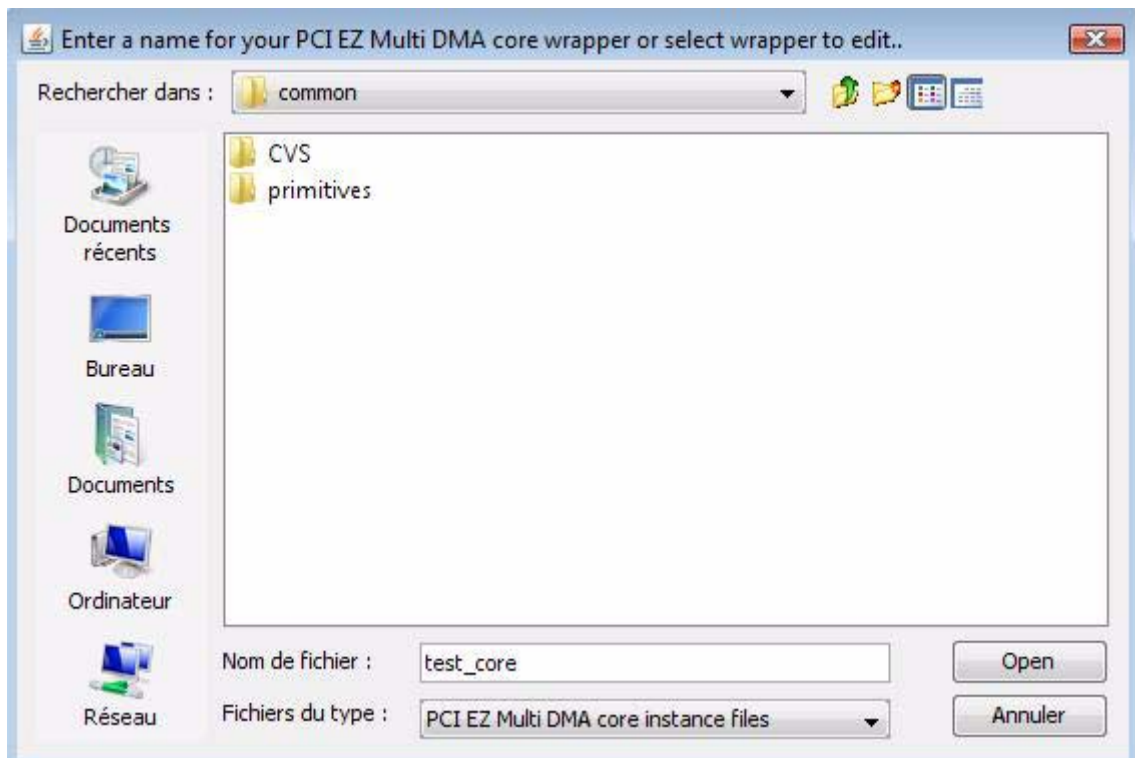 Enter a name for your PCI EZ Multi DMA core wrapper or select wrapper to edit..
Rechercher dans :
common
CVS
primitives
Documents
récents
Bureau
Documents
Ordinateur
Réseau
Nom de fichier :
test_core
Open
Fichiers du type :
PCI EZ Multi DMA core instance files
Annuler